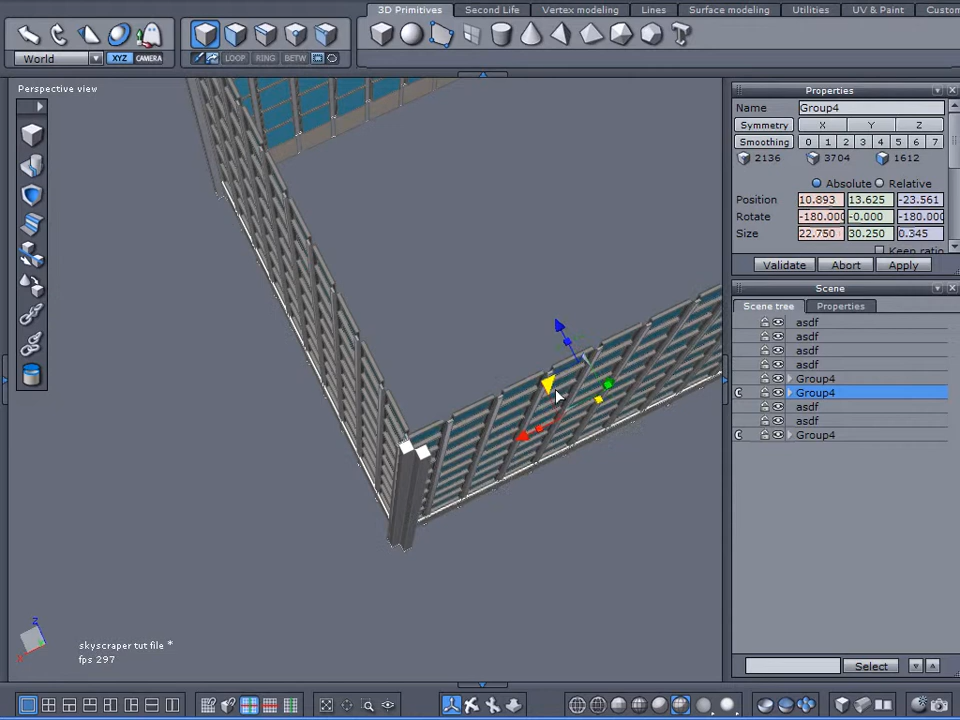 3D Primitives Second Life Vertex modeling Lines Surface modeling Utilities UV & Paint Custom
World XYZ CAMERA LOOP RING BETW
Perspective view
Properties
Name Group4
Symmetry X Y Z
Smoothing 0 1 2 3 4 5 6 7
2136 3704 1612
Absolute Relative
Position 10.893 13.625 -23.561
Rotate -180.000 -0.000 -180.000
Size 22.750 30.250 0.345
Keep ratio
Validate Abort Apply
Scene
Scene tree Properties
asdf
asdf
asdf
asdf
Group4
C Group4
asdf
asdf
C Group4
Select
Z
X
skyscraper tut file *
fps 297